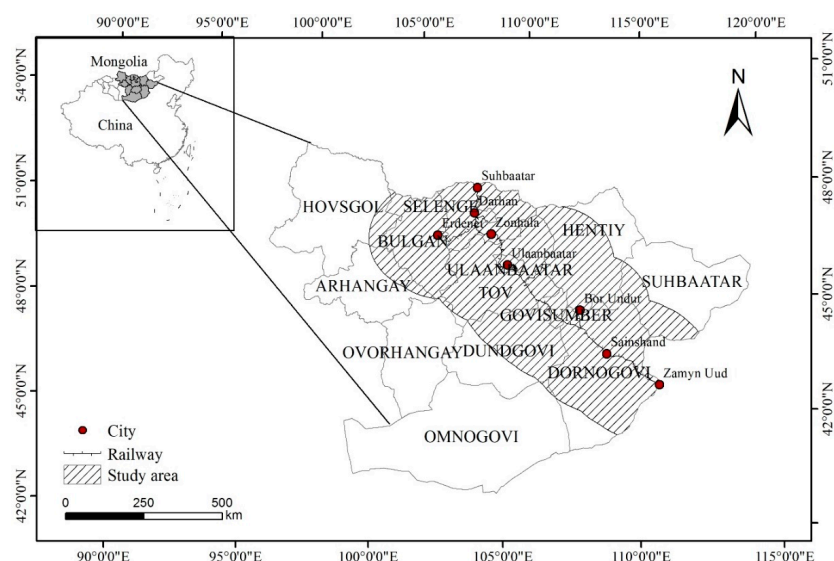 90°0'0"E
95°0'0"E
100°0'0"E
105°0'0"E
110°0'0"E
115°0'0"E
120°0'0"E
54°0'0"N
51°0'0"N
48°0'0"N
45°0'0"N
42°0'0"N
51°0'0"N
48°0'0"N
45°0'0"N
42°0'0"N
Mongolia
China
N
Suhbaatar
HOVSGOL
SELENGE
Darhan
Erdenet
Zonhala
HENTIY
BULGAN
Ulaanbaatar
ULAANBAATAR
SUHBAATAR
ARHANGAY
TOV
Bor Undur
GOVISUMBER
OVORHANGAY
DUNDGOVI
Sainshand
DORNOGOVI
Zamyn Uud
OMNOGOVI
City
Railway
Study area
0 250 500
km
90°0'0"E
95°0'0"E
100°0'0"E
105°0'0"E
110°0'0"E
115°0'0"E